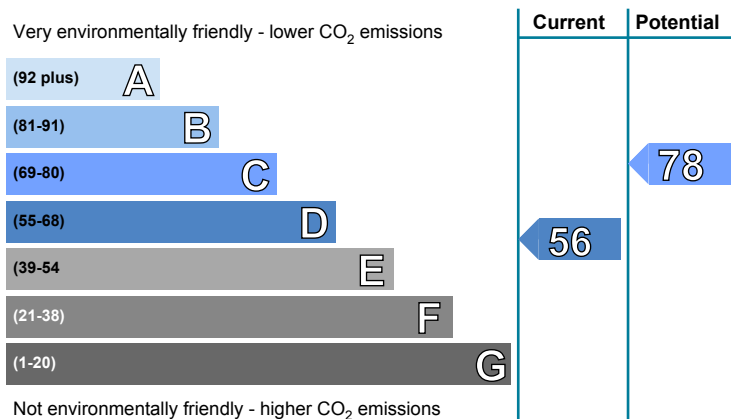 Very environmentally friendly - lower CO₂ emissions
Current
Potential
(92 plus) A
(81-91) B
(69-80) C
78
(55-68) D
56
(39-54 E
(21-38) F
(1-20) G
Not environmentally friendly - higher CO₂ emissions